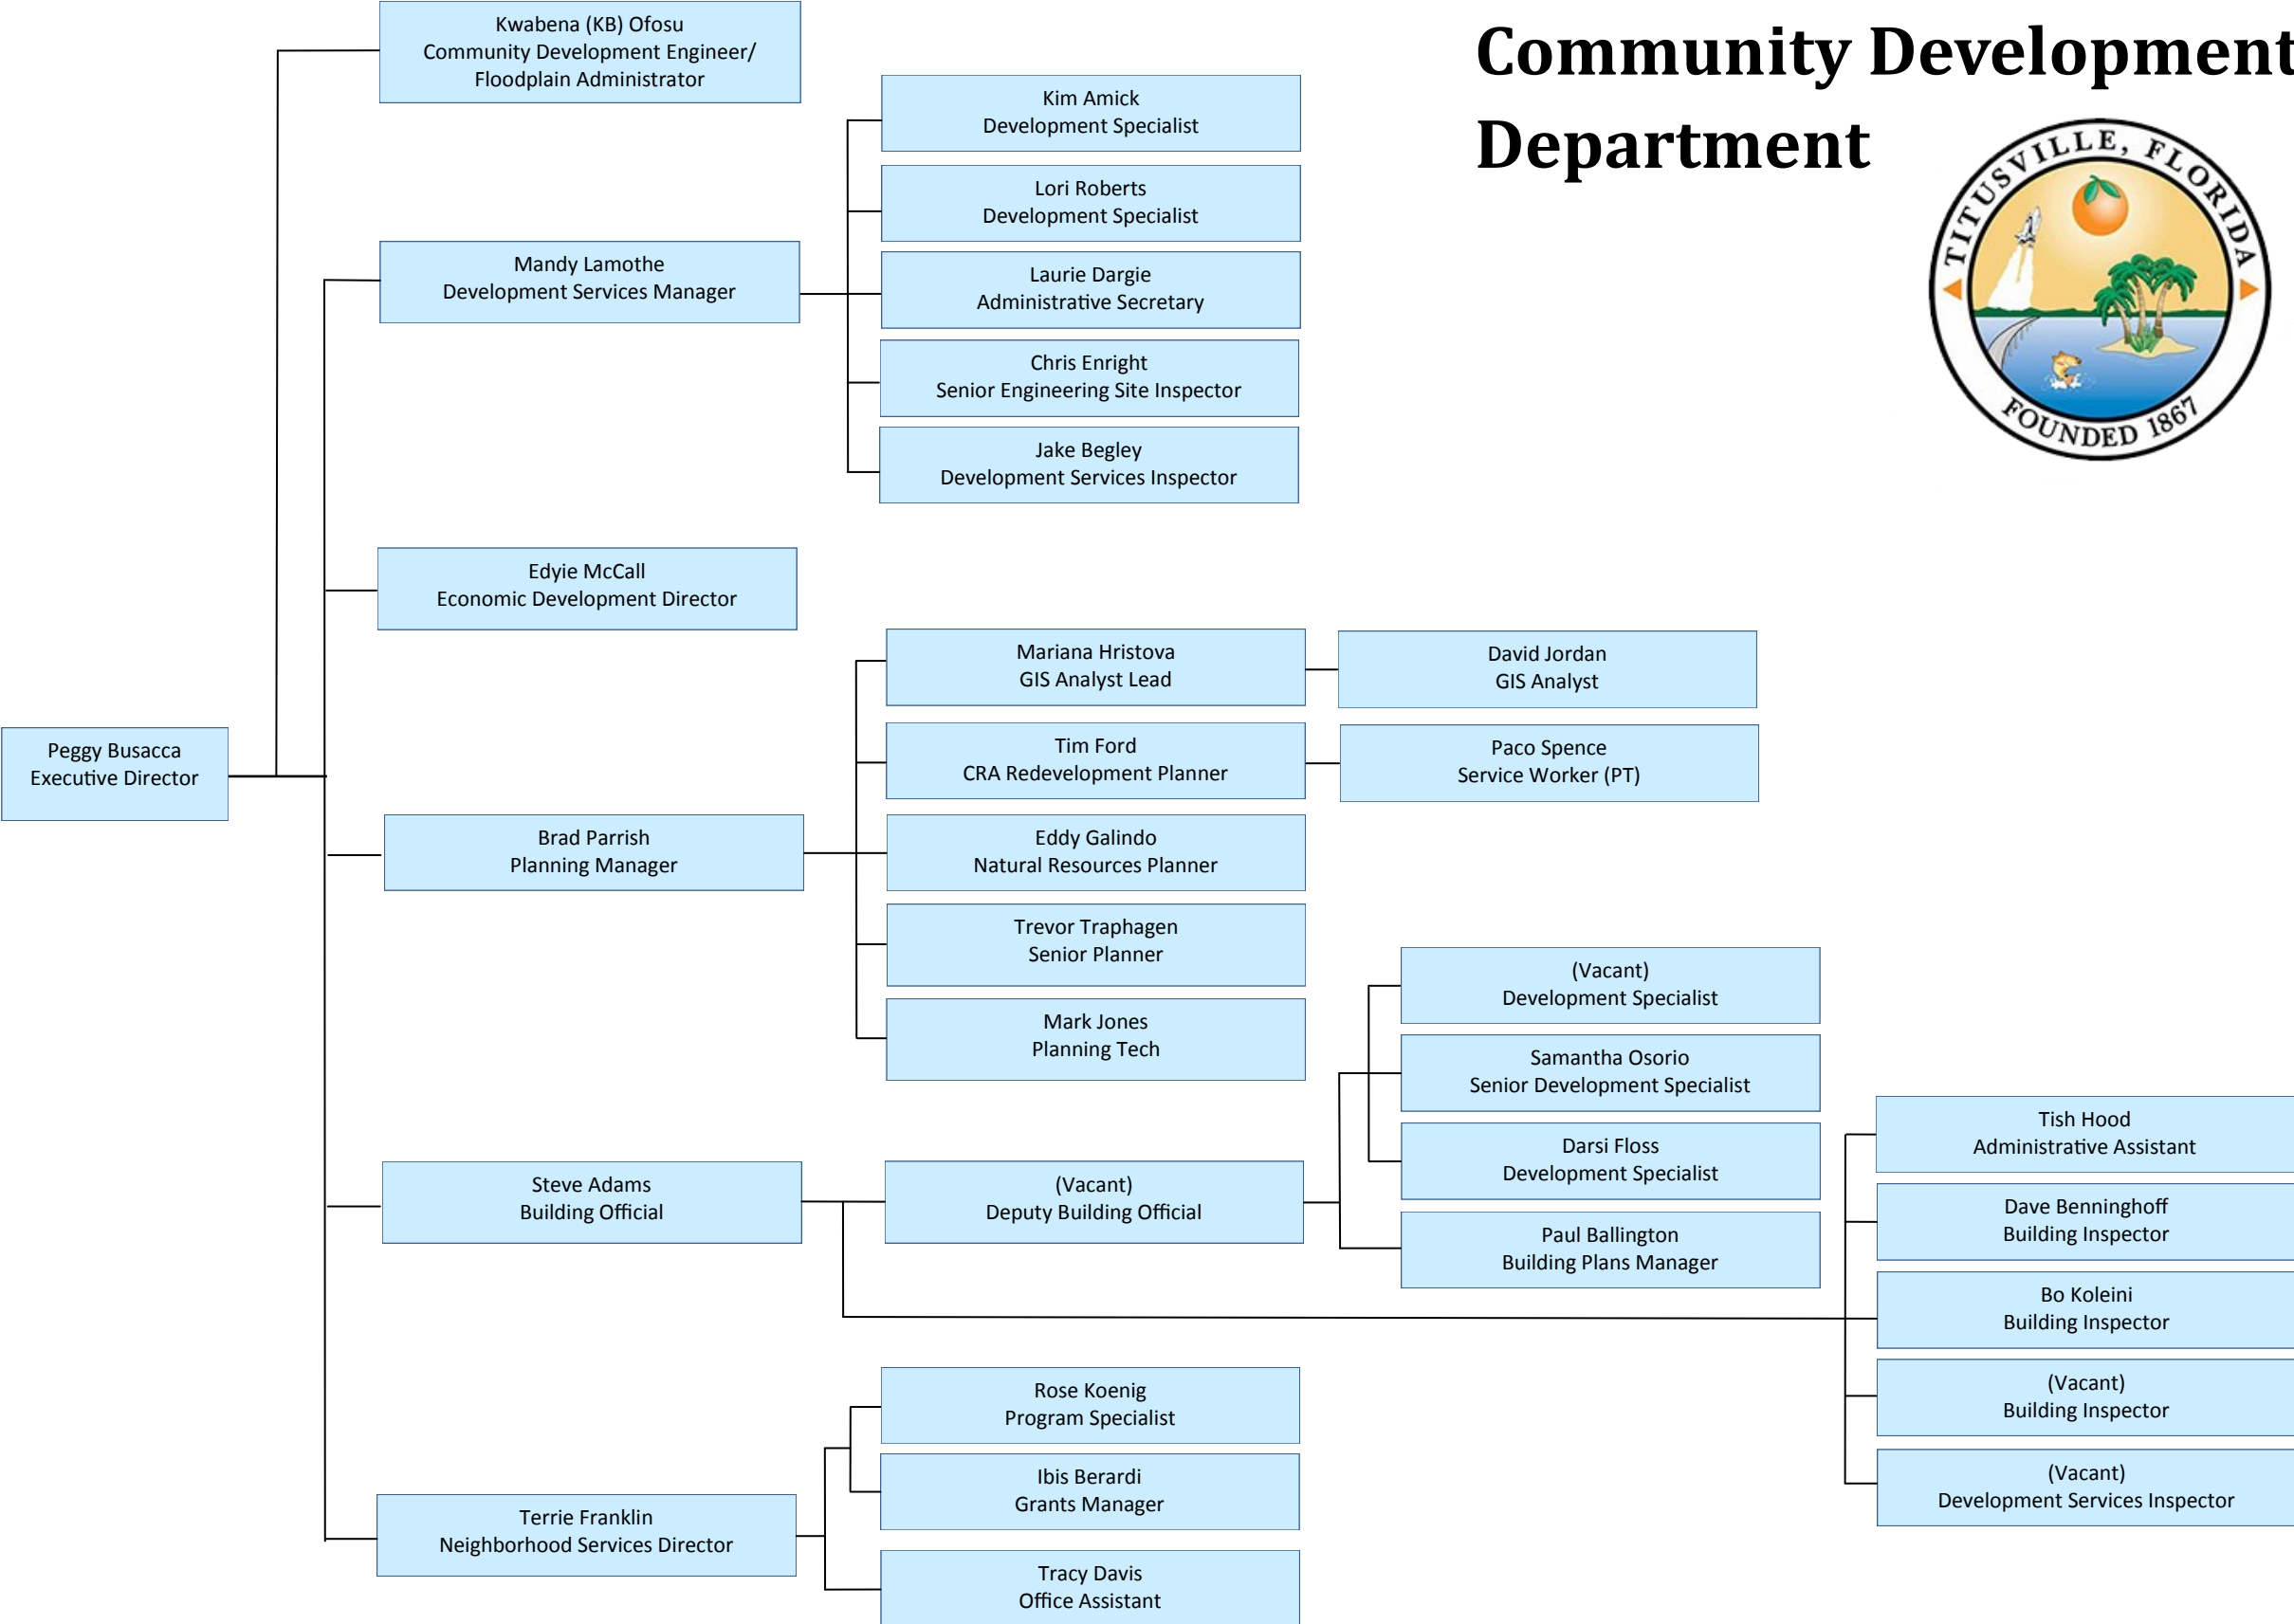 Community Development
Department
TITUSVILLE, FLORIDA
FOUNDED 1867
Kwabena (KB) Ofosu
Community Development Engineer/
Floodplain Administrator
Kim Amick
Development Specialist
Lori Roberts
Development Specialist
Mandy Lamothe
Development Services Manager
Laurie Dargie
Administrative Secretary
Chris Enright
Senior Engineering Site Inspector
Jake Begley
Development Services Inspector
Edyie McCall
Economic Development Director
Mariana Hristova
GIS Analyst Lead
David Jordan
GIS Analyst
Peggy Busacca
Executive Director
Tim Ford
CRA Redevelopment Planner
Paco Spence
Service Worker (PT)
Brad Parrish
Planning Manager
Eddy Galindo
Natural Resources Planner
Trevor Traphagen
Senior Planner
Mark Jones
Planning Tech
(Vacant)
Development Specialist
Samantha Osorio
Senior Development Specialist
Darsi Floss
Development Specialist
Paul Ballington
Building Plans Manager
Steve Adams
Building Official
(Vacant)
Deputy Building Official
Tish Hood
Administrative Assistant
Dave Benninghoff
Building Inspector
Bo Koleini
Building Inspector
(Vacant)
Building Inspector
(Vacant)
Development Services Inspector
Rose Koenig
Program Specialist
Ibis Berardi
Grants Manager
Terrie Franklin
Neighborhood Services Director
Tracy Davis
Office Assistant